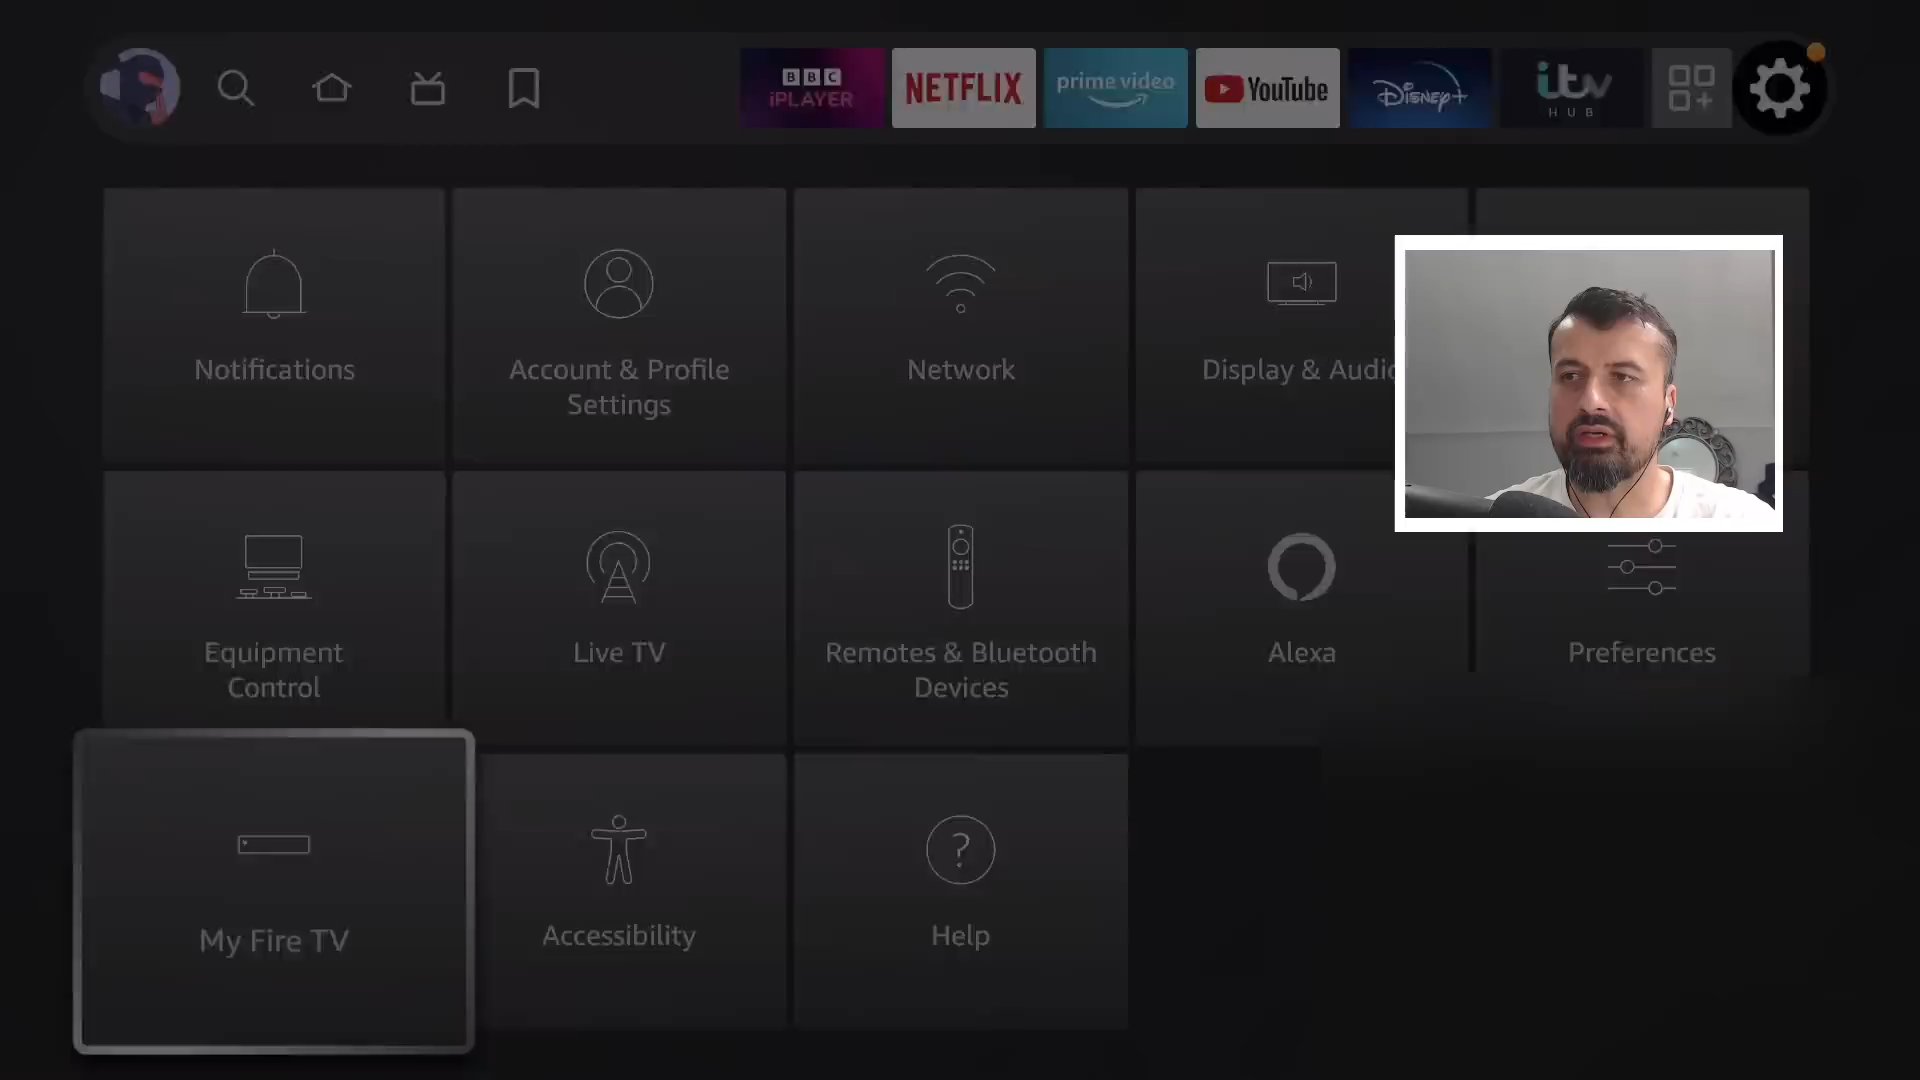 BBC
iPLAYER
NETFLIX
prime video
YouTube
Disney+
itv
HUB
Notifications
Account & Profile
Settings
Network
Display & Audio
Equipment
Control
Live TV
Remotes & Bluetooth
Devices
Alexa
Preferences
My Fire TV
Accessibility
Help